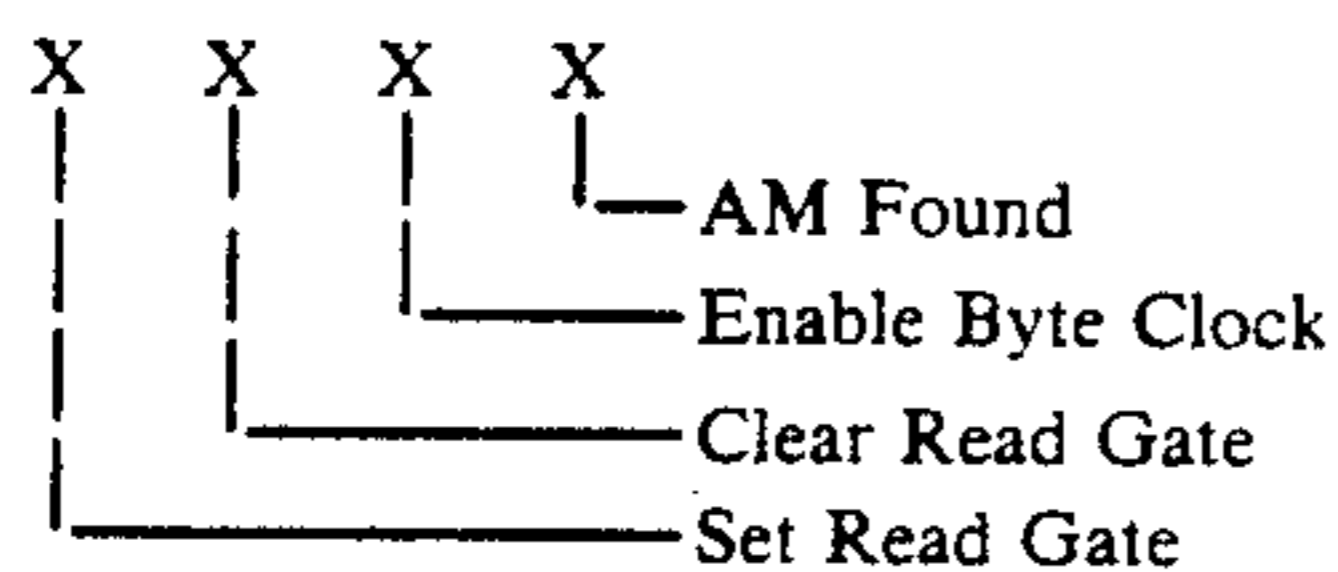 X X X X
AM Found
Enable Byte Clock
Clear Read Gate
Set Read Gate